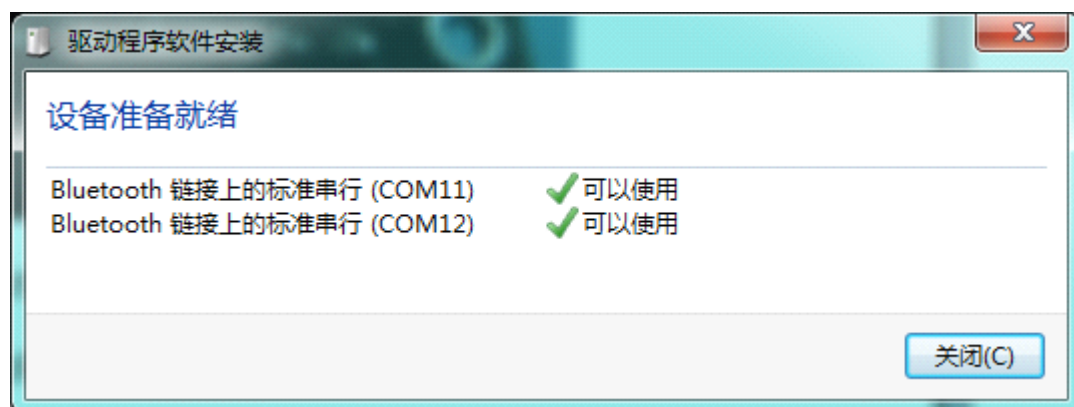 驱动程序软件安装
设备准备就绪
Bluetooth 链接上的标准串行 (COM11) 可以使用
Bluetooth 链接上的标准串行 (COM12) 可以使用
关闭(C)